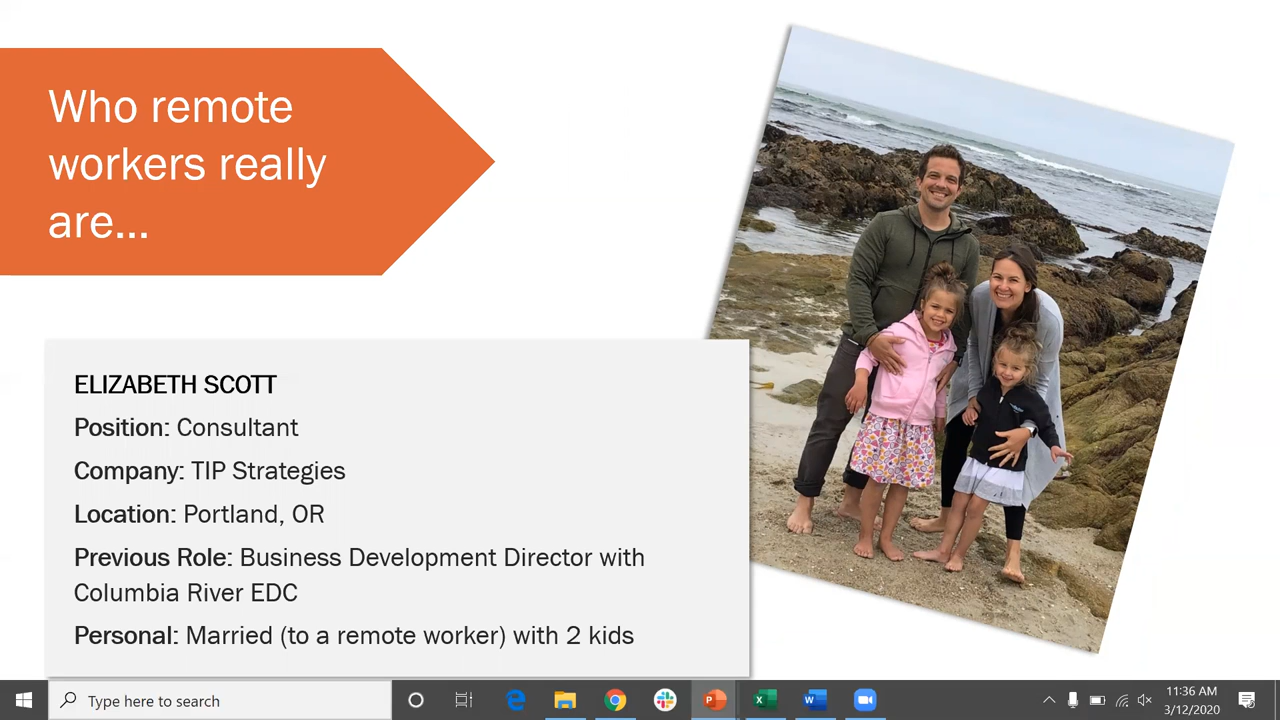 Who remote
workers really
are...
ELIZABETH SCOTT
Position: Consultant
Company: TIP Strategies
Location: Portland, OR
Previous Role: Business Development Director with
Columbia River EDC
Personal: Married (to a remote worker) with 2 kids
Type here to search
11:36 AM
3/12/2020